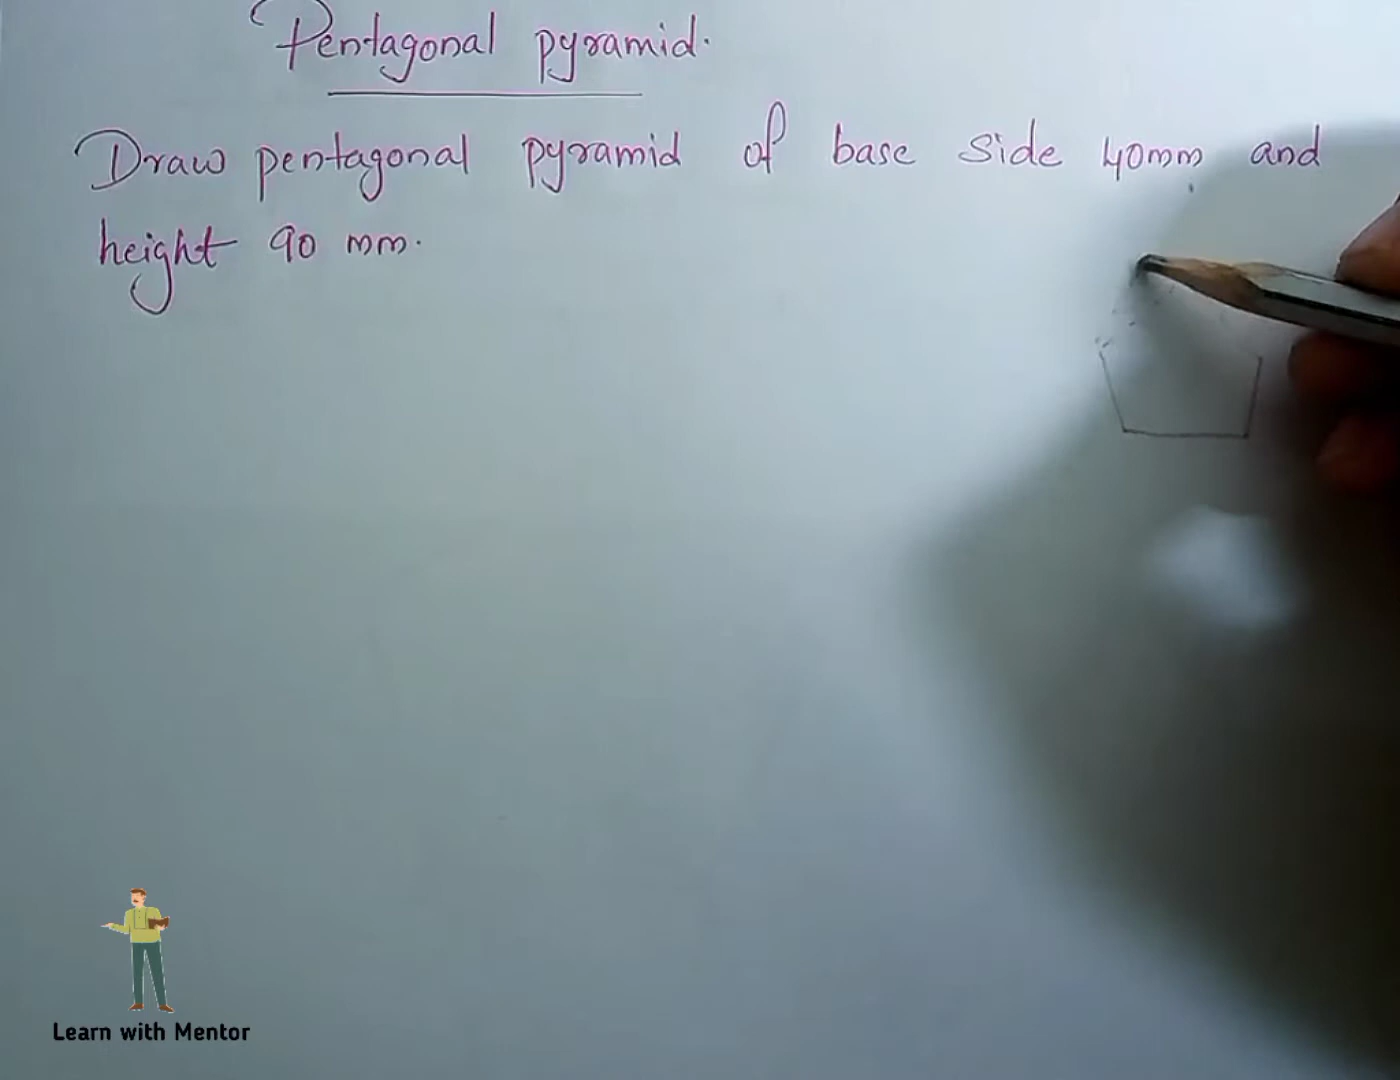 Pentagonal pyramid.
Draw pentagonal pyramid of base side 40mm and
height 90 mm.
Learn with Mentor